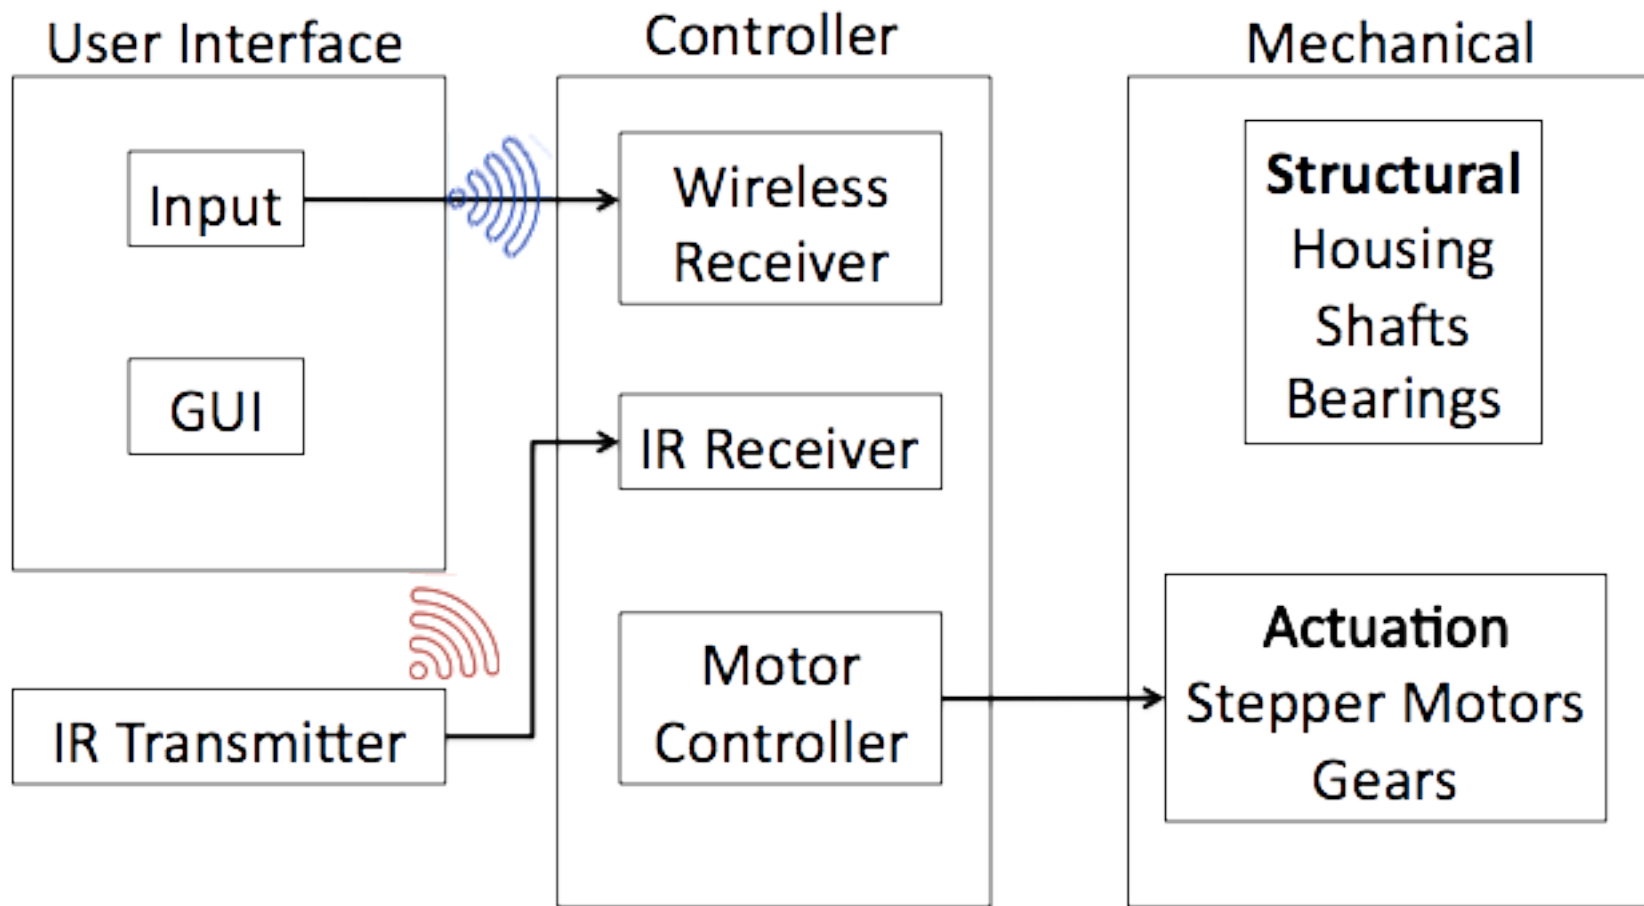 User Interface
Input
GUI
IR Transmitter
Controller
Wireless
Receiver
IR Receiver
Motor
Controller
Mechanical
Structural
Housing
Shafts
Bearings
Actuation
Stepper Motors
Gears